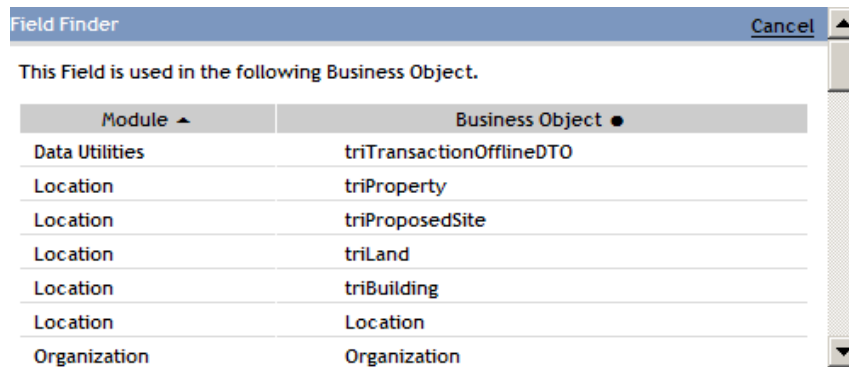 Field Finder Cancel
This Field is used in the following Business Object.
Module Business Object
Data Utilities triTransactionOfflineDTO
Location triProperty
Location triProposedSite
Location triLand
Location triBuilding
Location Location
Organization Organization